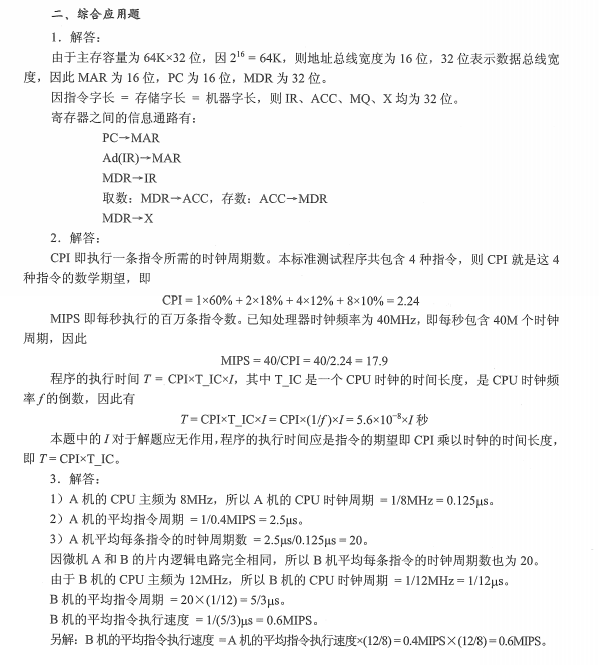 二、综合应用题
1．解答：
由于主存容量为 64K×32 位，因 2¹⁶ = 64K，则地址总线宽度为 16 位，32 位表示数据总线宽
度，因此 MAR 为 16 位，PC 为 16 位，MDR 为 32 位。
因指令字长 = 存储字长 = 机器字长，则 IR、ACC、MQ、X 均为 32 位。
寄存器之间的信息通路有：
PC→MAR
Ad(IR)→MAR
MDR→IR
取数：MDR→ACC，存数：ACC→MDR
MDR→X
2．解答：
CPI 即执行一条指令所需的时钟周期数。本标准测试程序共包含 4 种指令，则 CPI 就是这 4
种指令的数学期望，即
CPI = 1×60% + 2×18% + 4×12% + 8×10% = 2.24
MIPS 即每秒执行的百万条指令数。已知处理器时钟频率为 40MHz，即每秒包含 40M 个时钟
周期，因此
MIPS = 40/CPI = 40/2.24 = 17.9
程序的执行时间 T = CPI×T_IC×I，其中 T_IC 是一个 CPU 时钟的时间长度，是 CPU 时钟频
率 f 的倒数，因此有
T = CPI×T_IC×I = CPI×(1/f)×I = 5.6×10⁻⁸×I 秒
本题中的 I 对于解题应无作用，程序的执行时间应是指令的期望即 CPI 乘以时钟的时间长度，
即 T = CPI×T_IC。
3．解答：
1）A 机的 CPU 主频为 8MHz，所以 A 机的 CPU 时钟周期 = 1/8MHz = 0.125μs。
2）A 机的平均指令周期 = 1/0.4MIPS = 2.5μs。
3）A 机平均每条指令的时钟周期数 = 2.5μs/0.125μs = 20。
因微机 A 和 B 的片内逻辑电路完全相同，所以 B 机平均每条指令的时钟周期数也为 20。
由于 B 机的 CPU 主频为 12MHz，所以 B 机的 CPU 时钟周期 = 1/12MHz = 1/12μs。
B 机的平均指令周期 = 20×(1/12) = 5/3μs。
B 机的平均指令执行速度 = 1/(5/3)μs = 0.6MIPS。
另解：B 机的平均指令执行速度 = A 机的平均指令执行速度×(12/8) = 0.4MIPS×(12/8) = 0.6MIPS。